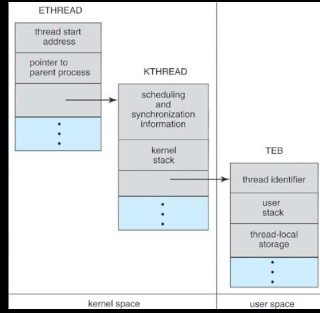 ETHREAD
thread start
address
pointer to
parent process
KTHREAD
scheduling
and
synchronization
information
kernel
stack
TEB
thread identifier
user
stack
thread-local
storage
kernel space
user space